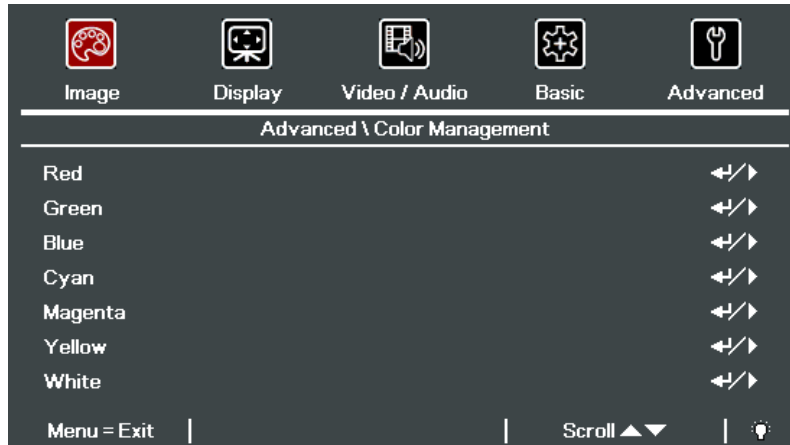 Image Display Video / Audio Basic Advanced
Advanced \ Color Management
Red
Green
Blue
Cyan
Magenta
Yellow
White
Menu = Exit Scroll ▲▼